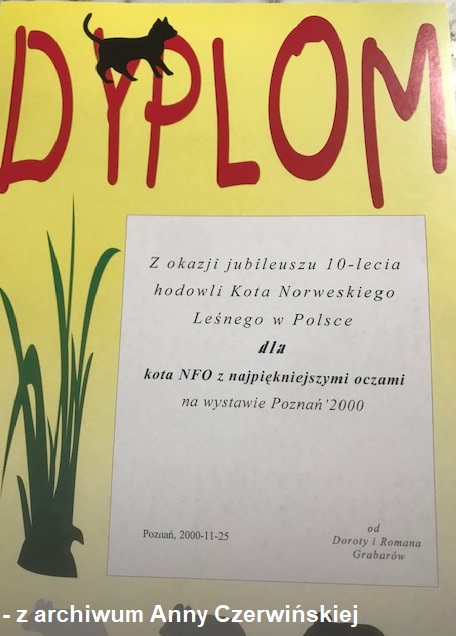 DYPLOM
Z okazji jubileuszu 10-lecia
hodowli Kota Norweskiego
Leśnego w Polsce
dla
kota NFO z najpiękniejszymi oczami
na wystawie Poznań'2000
Poznań, 2000-11-25
od
Doroty i Romana
Grabarów
- z archiwum Anny Czerwińskiej